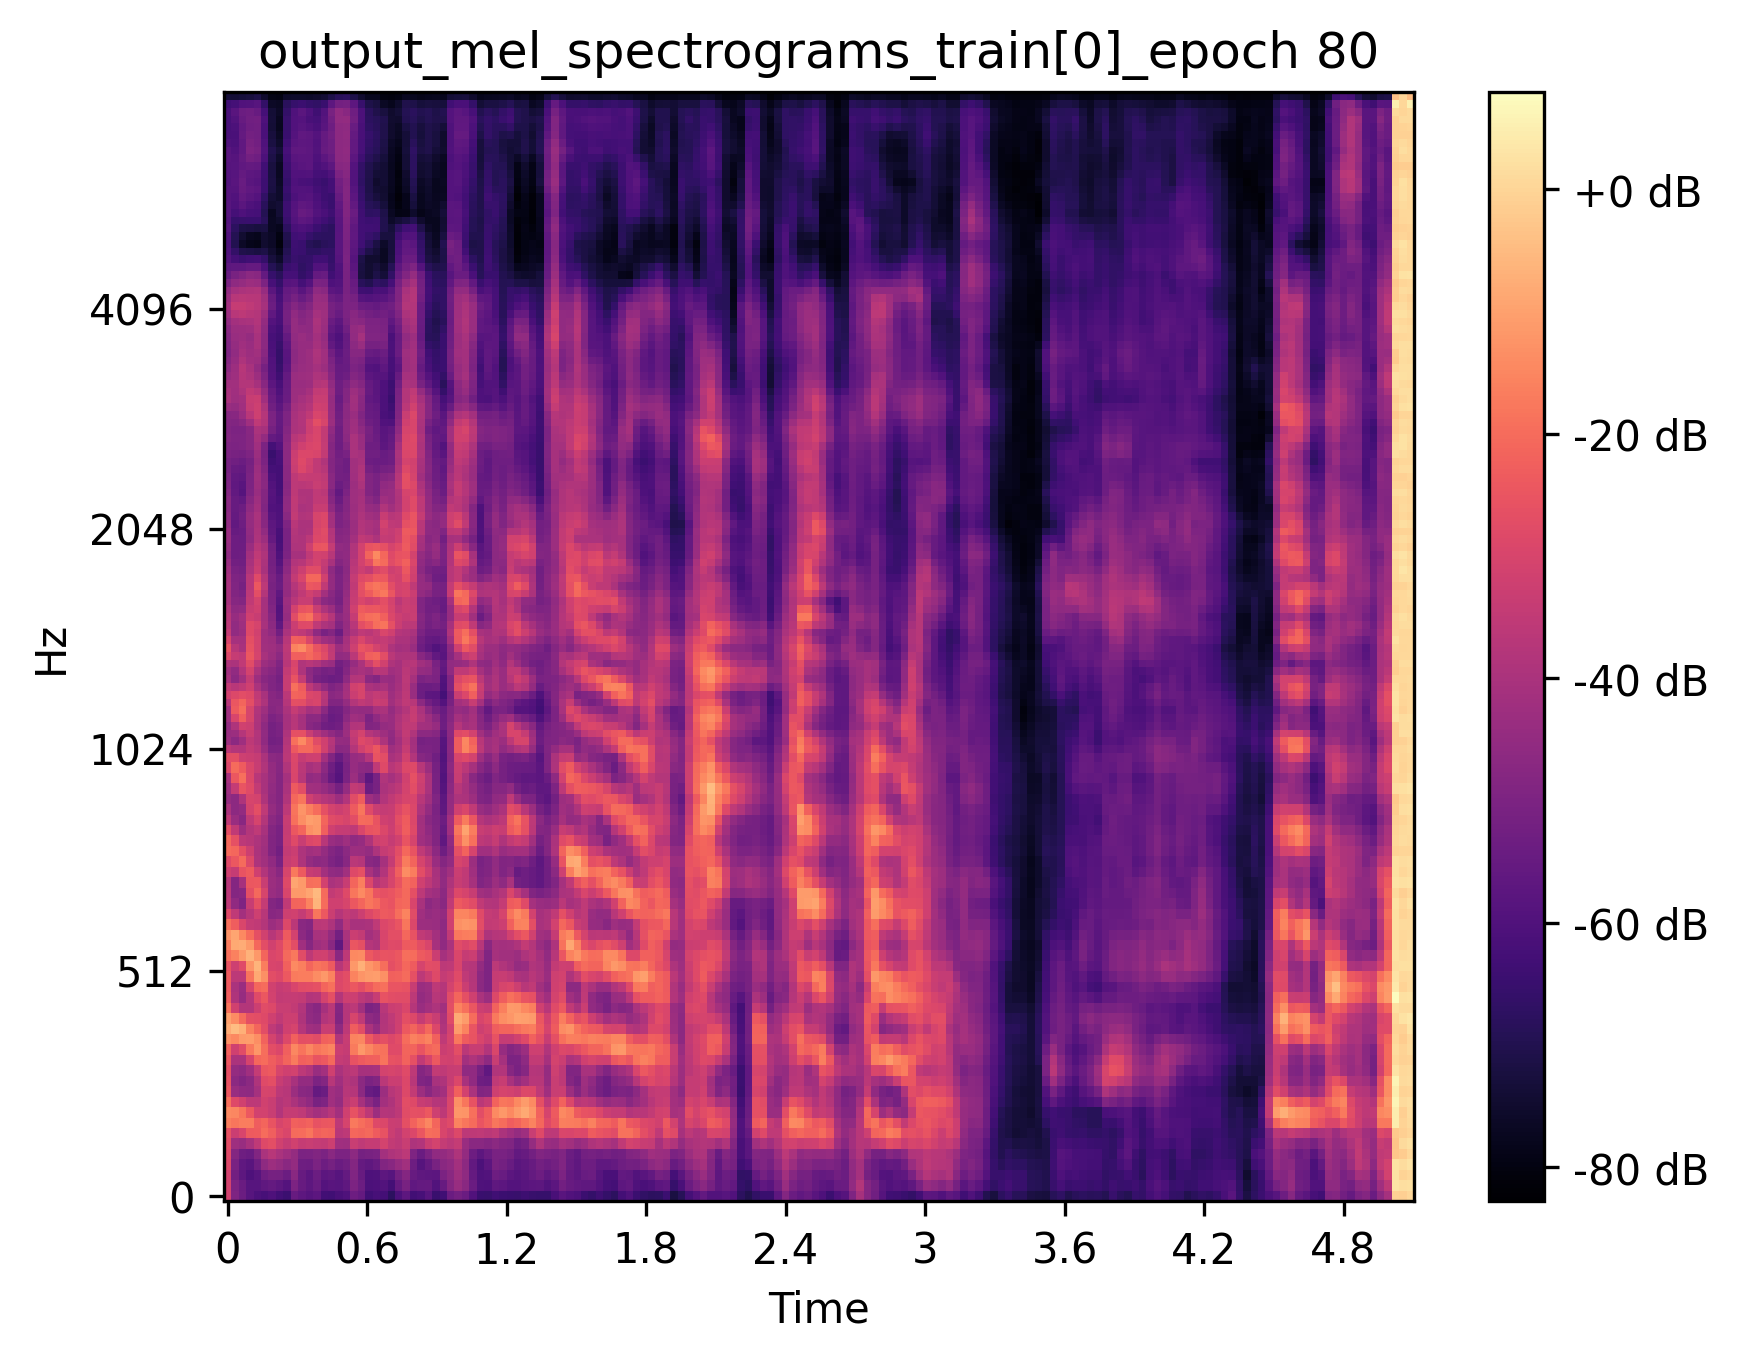 output_mel_spectrograms_train[0]_epoch 80
+0 dB
-20 dB
-40 dB
-60 dB
-80 dB
4096
2048
1024
512
0
Hz
0 0.6 1.2 1.8 2.4 3 3.6 4.2 4.8
Time